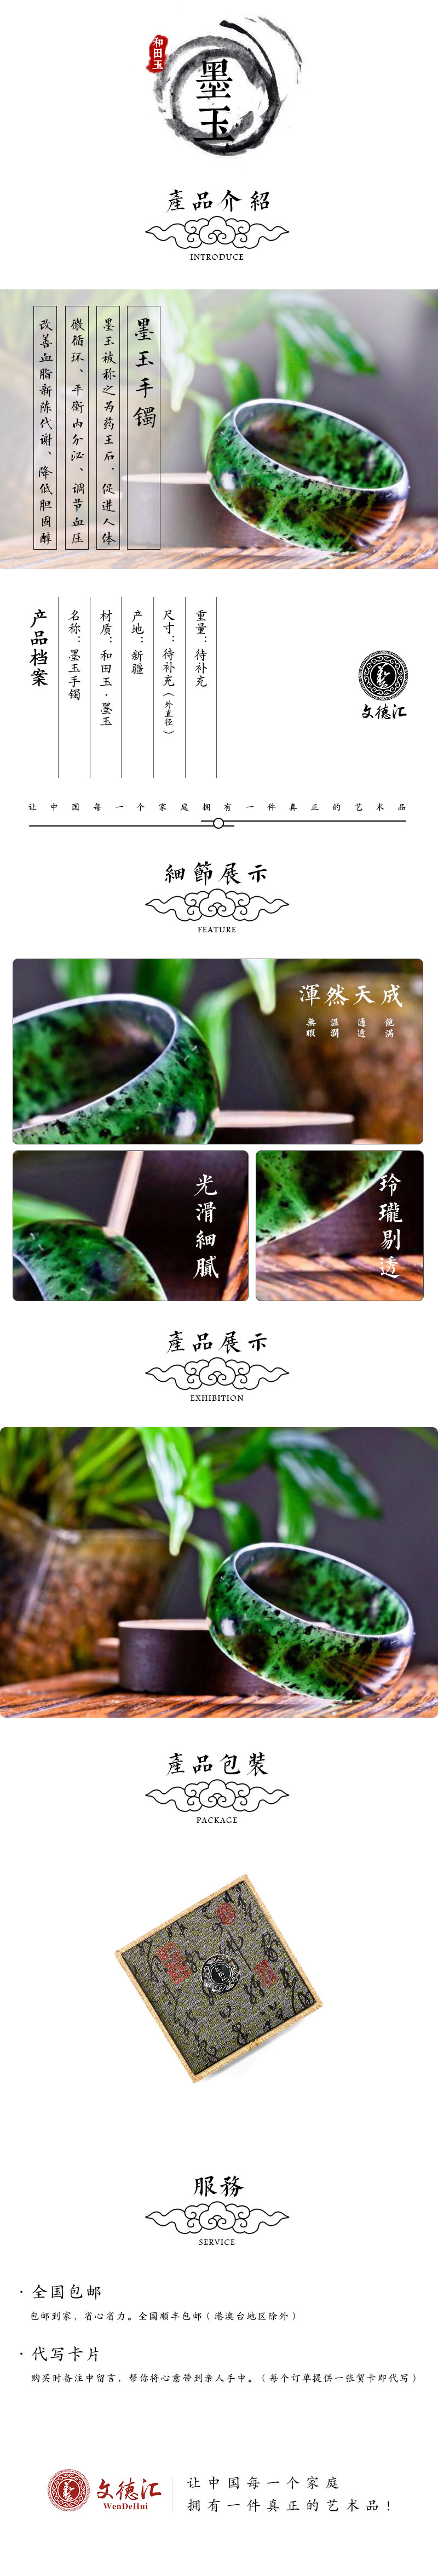 和田玉
墨玉
產品介紹
INTRODUCE
墨玉手镯
墨玉被称之为药王石，促进人体
微循环、平衡内分泌、调节血压
改善血脂新陈代谢、降低胆固醇
产品档案
名称：墨玉手镯
材质：和田玉·墨玉
产地：新疆
尺寸：待补充（外直径）
重量：待补充
文德汇
让中国每一个家庭拥有一件真正的艺术品
細節展示
FEATURE
渾然天成
飽滿
通透
溫潤
無暇
光滑細膩
玲瓏剔透
產品展示
EXHIBITION
產品包裝
PACKAGE
服務
SERVICE
· 全国包邮
包邮到家，省心省力。全国顺丰包邮（港澳台地区除外）
· 代写卡片
购买时备注中留言，帮你将心意带到亲人手中。（每个订单提供一张贺卡即代写）
文德汇
WenDeHui
让中国每一个家庭
拥有一件真正的艺术品！